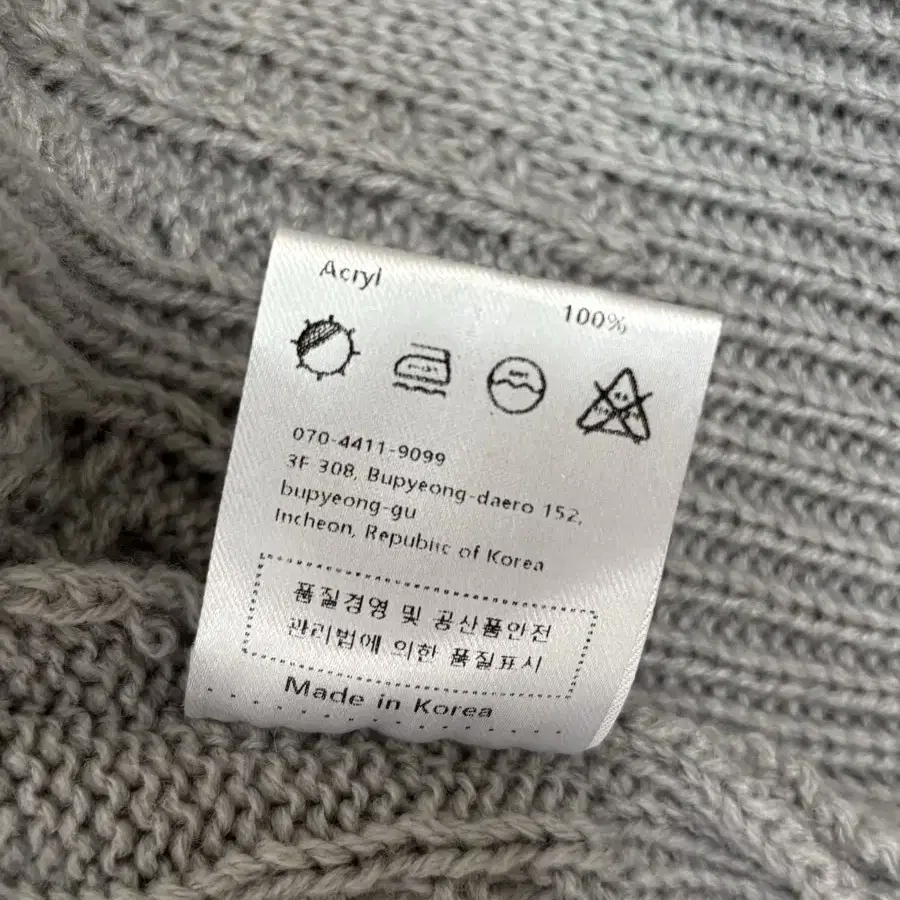 Acryl 100%
070-4411-9099
3F 308, Bupyeong-daero 152,
bupyeong-gu
Incheon, Republic of Korea
품질경영 및 공산품안전
관리법에 의한 품질표시
Made in Korea